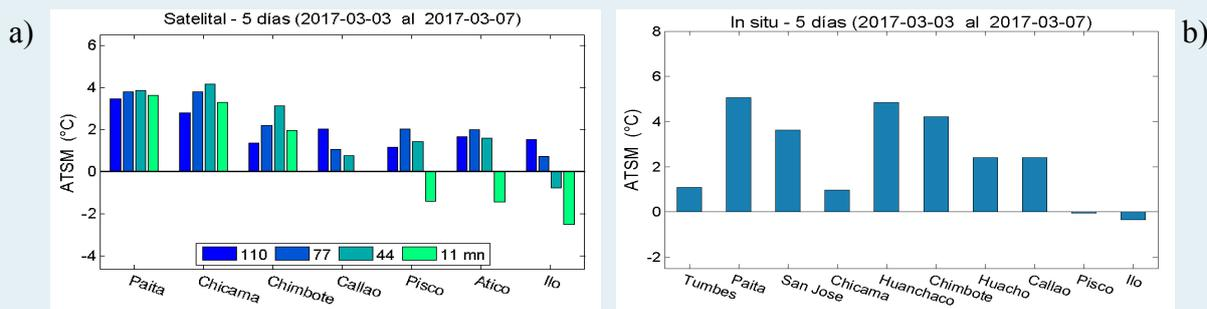 a)
Satelital - 5 días (2017-03-03 al 2017-03-07)
ATSM (°C)
6
4
2
0
-2
-4
110 77 44 11 mn
Paita Chicama Chimbote Callao Pisco Atico Ilo
b)
In situ - 5 días (2017-03-03 al 2017-03-07)
ATSM (°C)
8
6
4
2
0
-2
Tumbes Paita San Jose Chicama Huanchaco Chimbote Huacho Callao Pisco Ilo